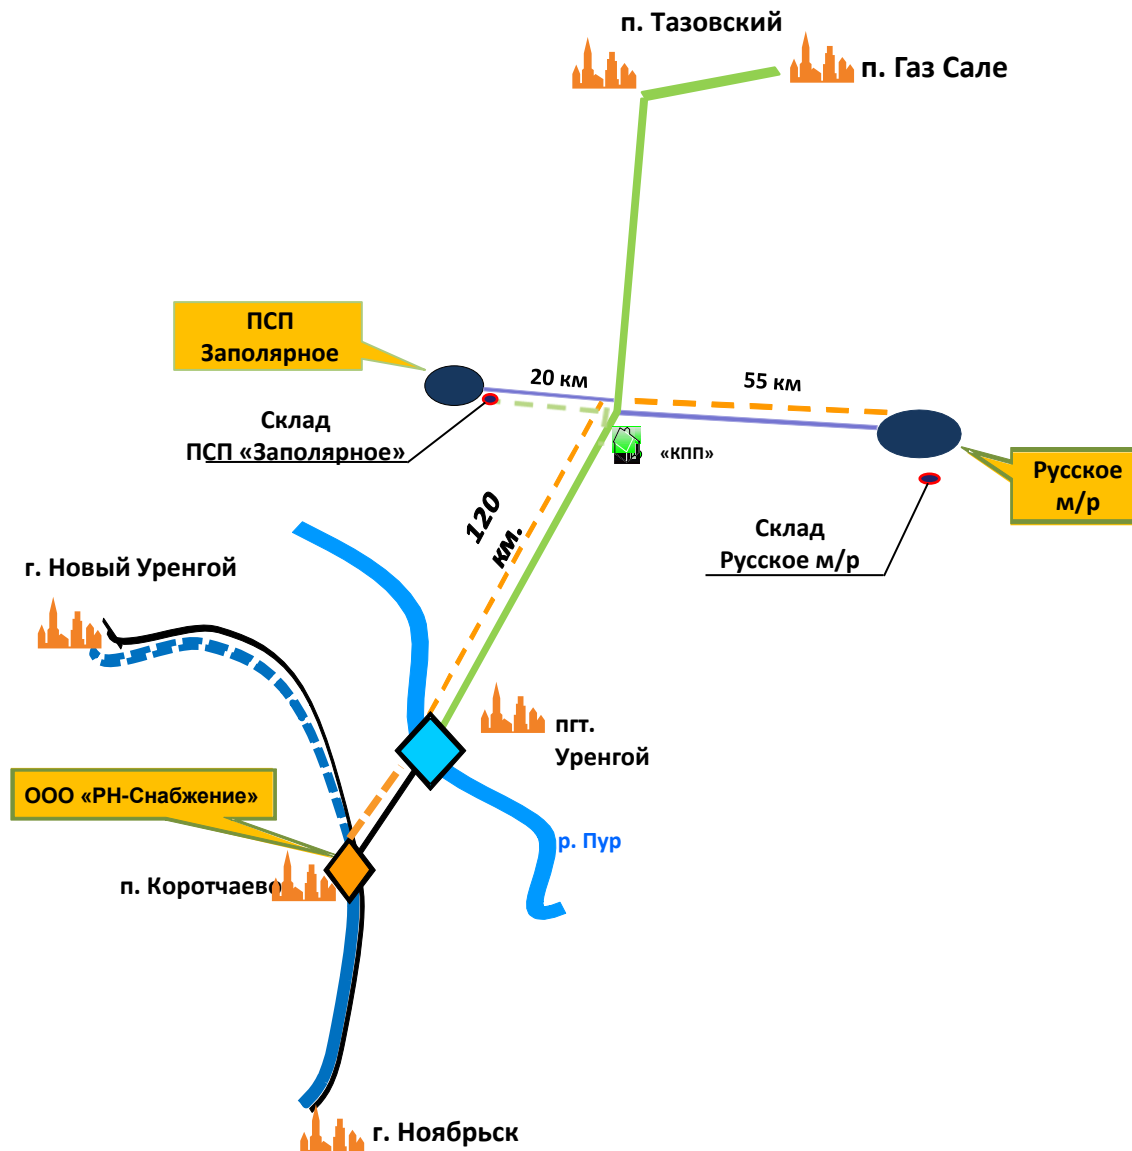 п. Тазовский
п. Газ Сале
ПСП
Заполярное
20 км
55 км
Склад
ПСП «Заполярное»
«КПП»
Русское
м/р
120
км.
Склад
Русское м/р
г. Новый Уренгой
пгт.
Уренгой
ООО «РН-Снабжение»
р. Пур
п. Коротчаево
г. Ноябрьск